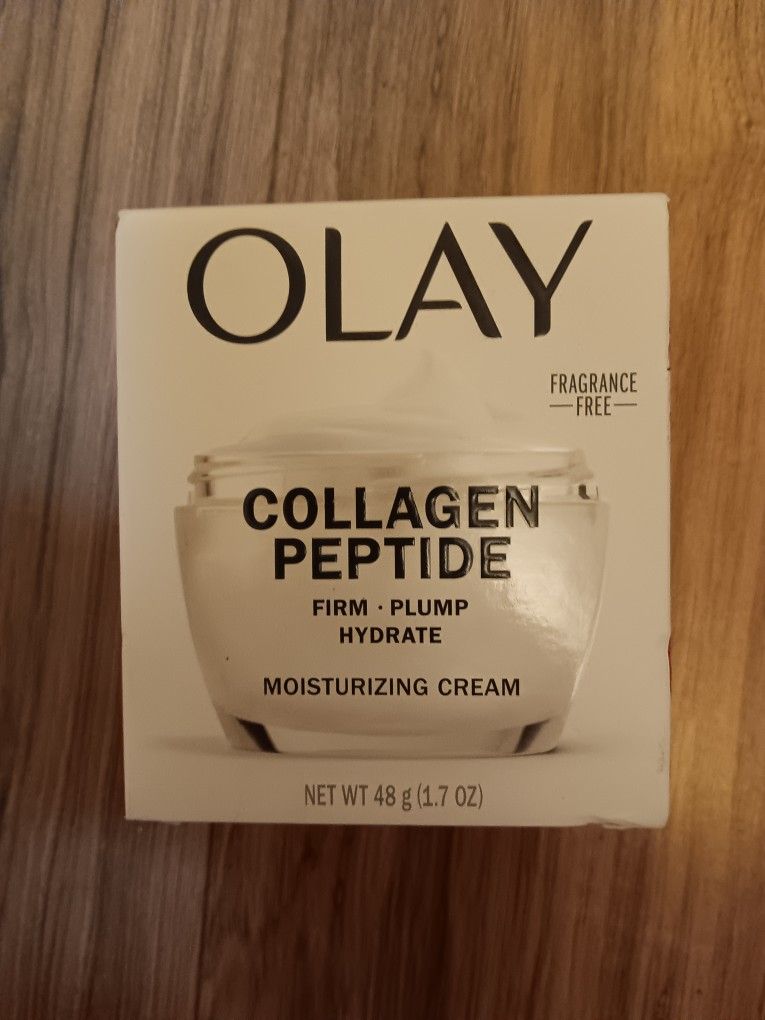 OLAY
FRAGRANCE
FREE
COLLAGEN
PEPTIDE
FIRM · PLUMP
HYDRATE
MOISTURIZING CREAM
NET WT 48 g (1.7 OZ)